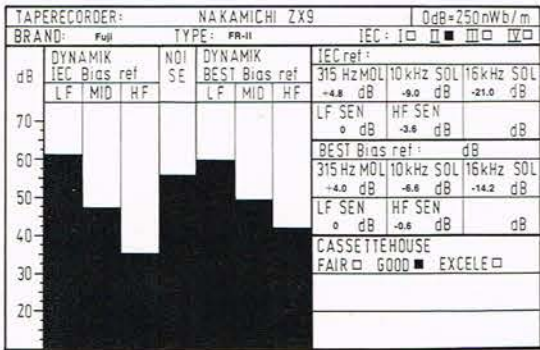 TAPERECORDER: NAKAMICHI ZX9 0dB=250nWb/m
BRAND: Fuji TYPE: FR-II IEC: I□ II■ III□ IV□
dB
DYNAMIK
IEC Bias ref
LF MID HF
NOI
SE
DYNAMIK
BEST Bias ref
LF MID HF
70
60
50
40
30
20
IEC ref:
315 Hz MOL 10kHz SOL 16kHz SOL
+4.8 dB -9.0 dB -21.0 dB
LF SEN HF SEN
0 dB -3.6 dB dB
BEST Bias ref: dB
315 Hz MOL 10kHz SOL 16kHz SOL
+4.0 dB -6.6 dB -14.2 dB
LF SEN HF SEN
0 dB -0.6 dB dB
CASSETTEHOUSE
FAIR □ GOOD ■ EXCELE □